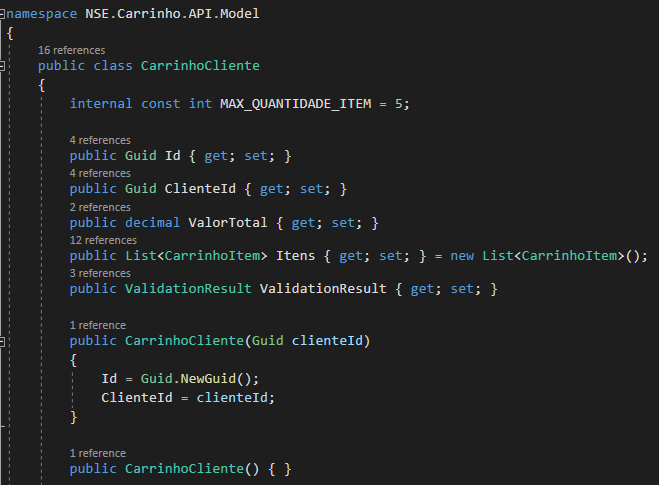 namespace NSE.Carrinho.API.Model
{
16 references
public class CarrinhoCliente
{
internal const int MAX_QUANTIDADE_ITEM = 5;
4 references
public Guid Id { get; set; }
4 references
public Guid ClienteId { get; set; }
2 references
public decimal ValorTotal { get; set; }
12 references
public List<CarrinhoItem> Itens { get; set; } = new List<CarrinhoItem>();
3 references
public ValidationResult ValidationResult { get; set; }
1 reference
public CarrinhoCliente(Guid clienteId)
{
Id = Guid.NewGuid();
ClienteId = clienteId;
}
1 reference
public CarrinhoCliente() { }